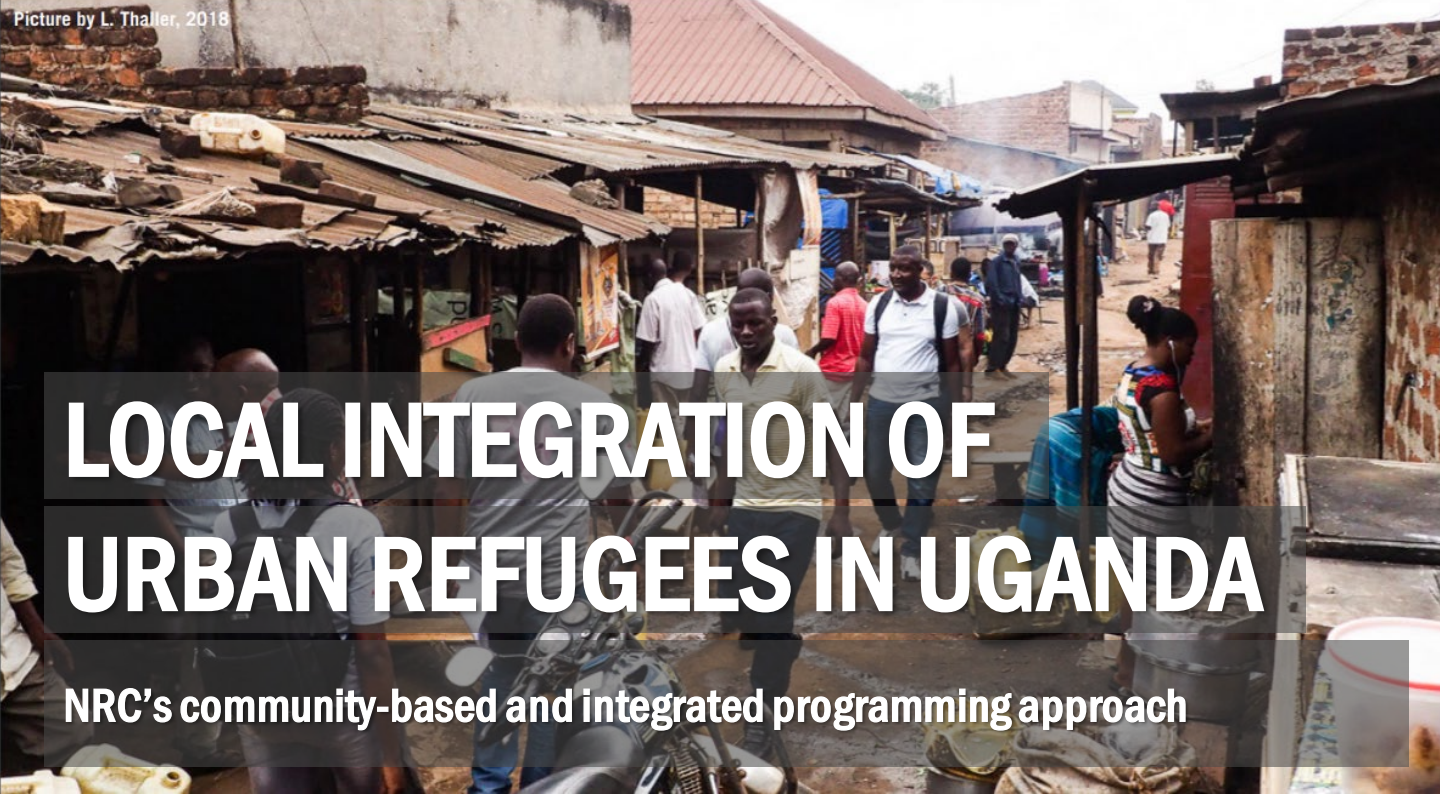 Picture by L. Thaller, 2018
LOCAL INTEGRATION OF
URBAN REFUGEES IN UGANDA
NRC’s community-based and integrated programming approach